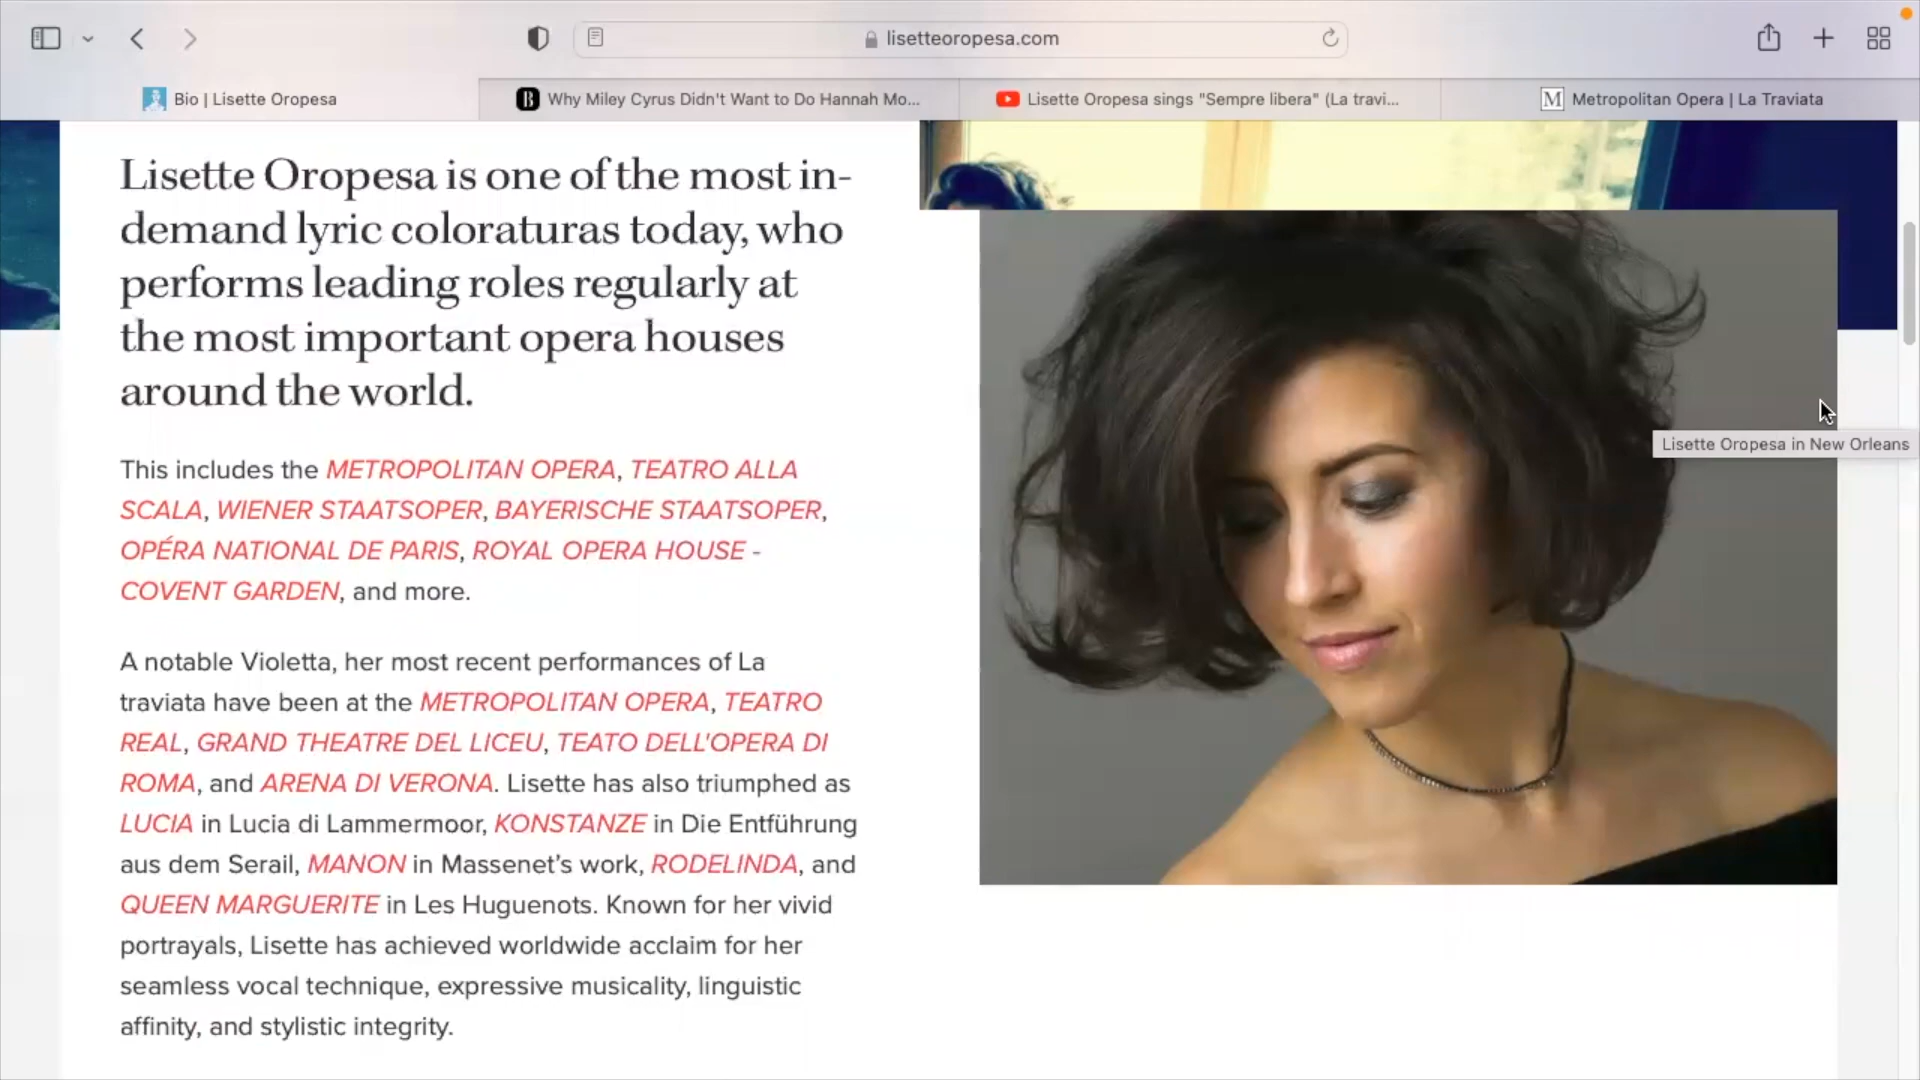 lisetteoropesa.com
Bio | Lisette Oropesa
Why Miley Cyrus Didn't Want to Do Hannah Mo...
Lisette Oropesa sings "Sempre libera" (La travi...
Metropolitan Opera | La Traviata
Lisette Oropesa is one of the most in-
demand lyric coloraturas today, who
performs leading roles regularly at
the most important opera houses
around the world.
This includes the METROPOLITAN OPERA, TEATRO ALLA
SCALA, WIENER STAATSOPER, BAYERISCHE STAATSOPER,
OPÉRA NATIONAL DE PARIS, ROYAL OPERA HOUSE -
COVENT GARDEN, and more.
A notable Violetta, her most recent performances of La
traviata have been at the METROPOLITAN OPERA, TEATRO
REAL, GRAND THEATRE DEL LICEU, TEATO DELL'OPERA DI
ROMA, and ARENA DI VERONA. Lisette has also triumphed as
LUCIA in Lucia di Lammermoor, KONSTANZE in Die Entführung
aus dem Serail, MANON in Massenet's work, RODELINDA, and
QUEEN MARGUERITE in Les Huguenots. Known for her vivid
portrayals, Lisette has achieved worldwide acclaim for her
seamless vocal technique, expressive musicality, linguistic
affinity, and stylistic integrity.
Lisette Oropesa in New Orleans